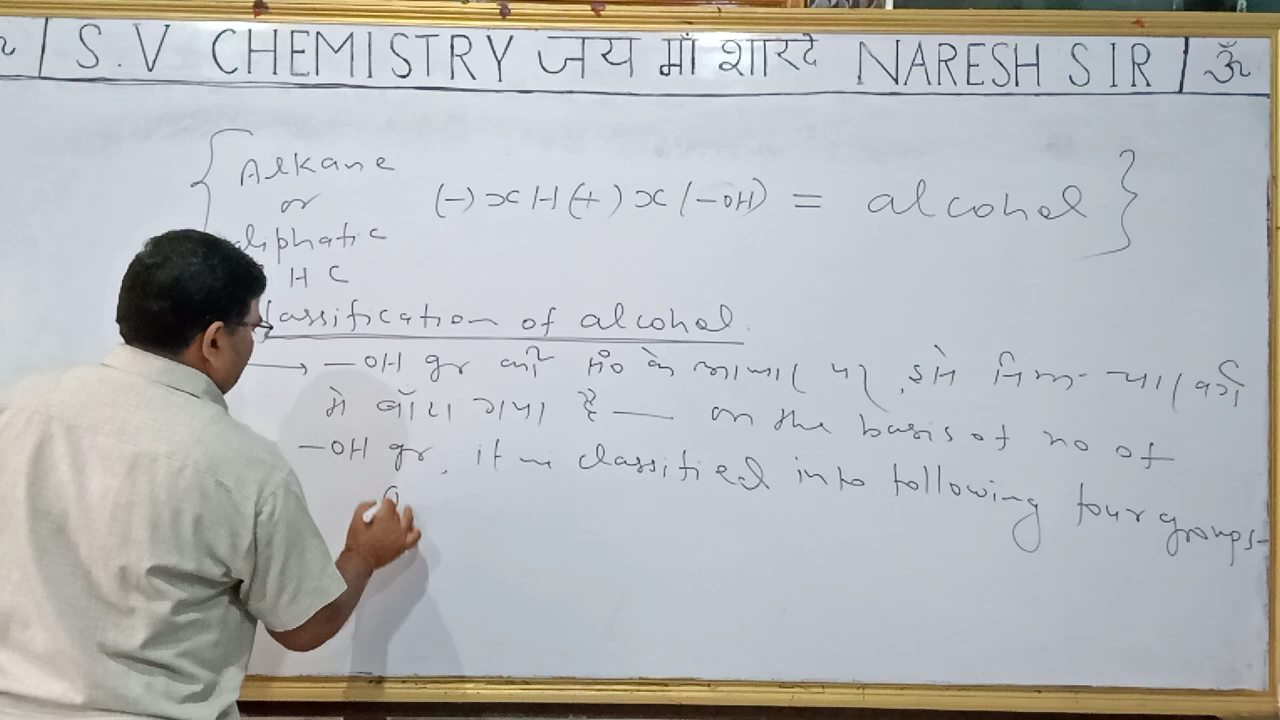 S.V CHEMISTRY जय माँ शारदे NARESH SIR | ॐ
Alkane
or
aliphatic
HC
(-) x H (+) x (-OH) = alcohol
Classification of alcohol.
→ -OH gr की सं० के आधार पर, इसे निम्न चार वर्गों
में बाँटा गया है — on the basis of no of
-OH gr, it is classified into following four groups-